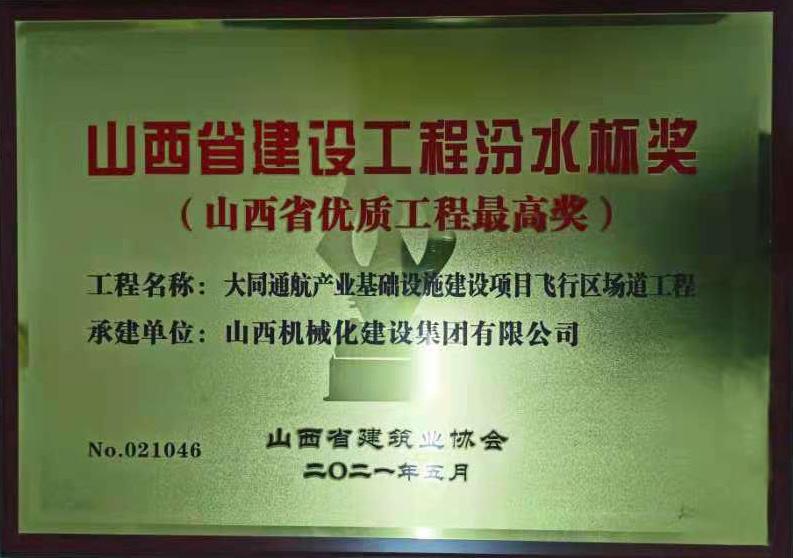 山西省建设工程汾水杯奖
（山西省优质工程最高奖）
工程名称：大同通航产业基础设施建设项目飞行区场道工程
承建单位：山西机械化建设集团有限公司
No.021046
山西省建筑业协会
二〇二一年五月